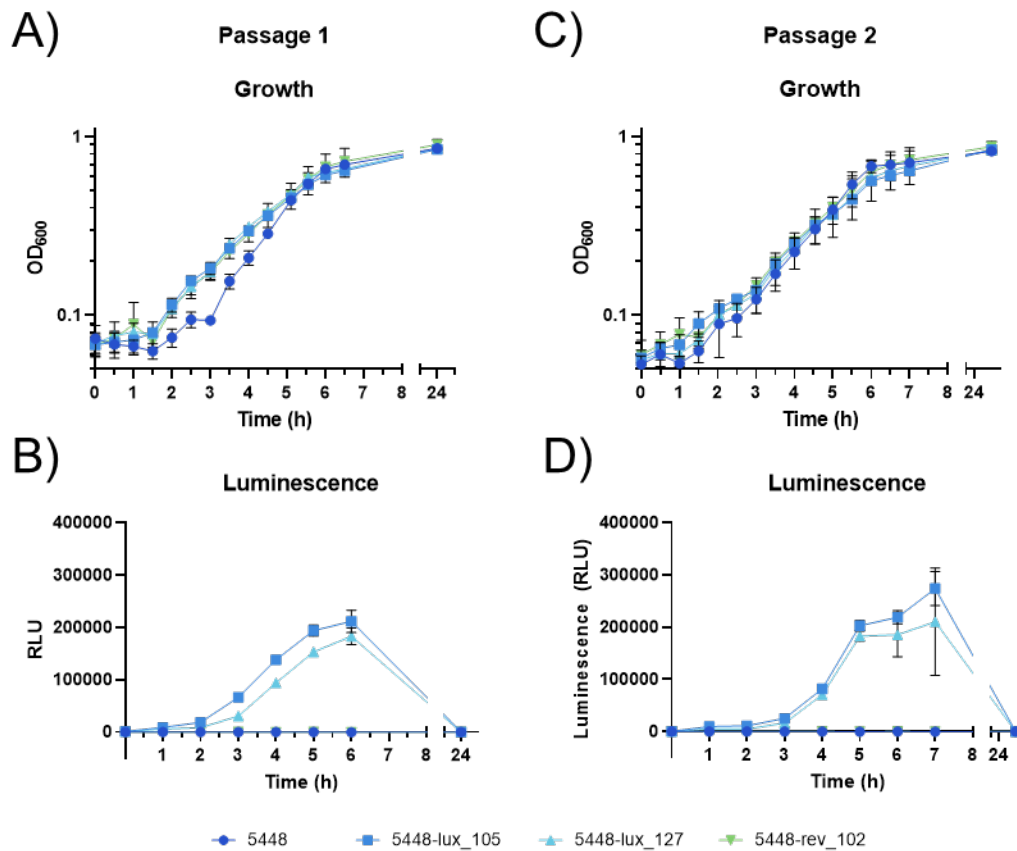 A)
Passage 1
Growth
1
0.1
OD600
0 1 2 3 4 5 6 7 8 24
Time (h)
C)
Passage 2
Growth
1
0.1
OD600
0 1 2 3 4 5 6 7 8 24
Time (h)
B)
Luminescence
400000
300000
200000
100000
0
RLU
1 2 3 4 5 6 7 8 24
Time (h)
D)
Luminescence
400000
300000
200000
100000
0
Luminescence (RLU)
1 2 3 4 5 6 7 8 24
Time (h)
5448 5448-lux_105 5448-lux_127 5448-rev_102